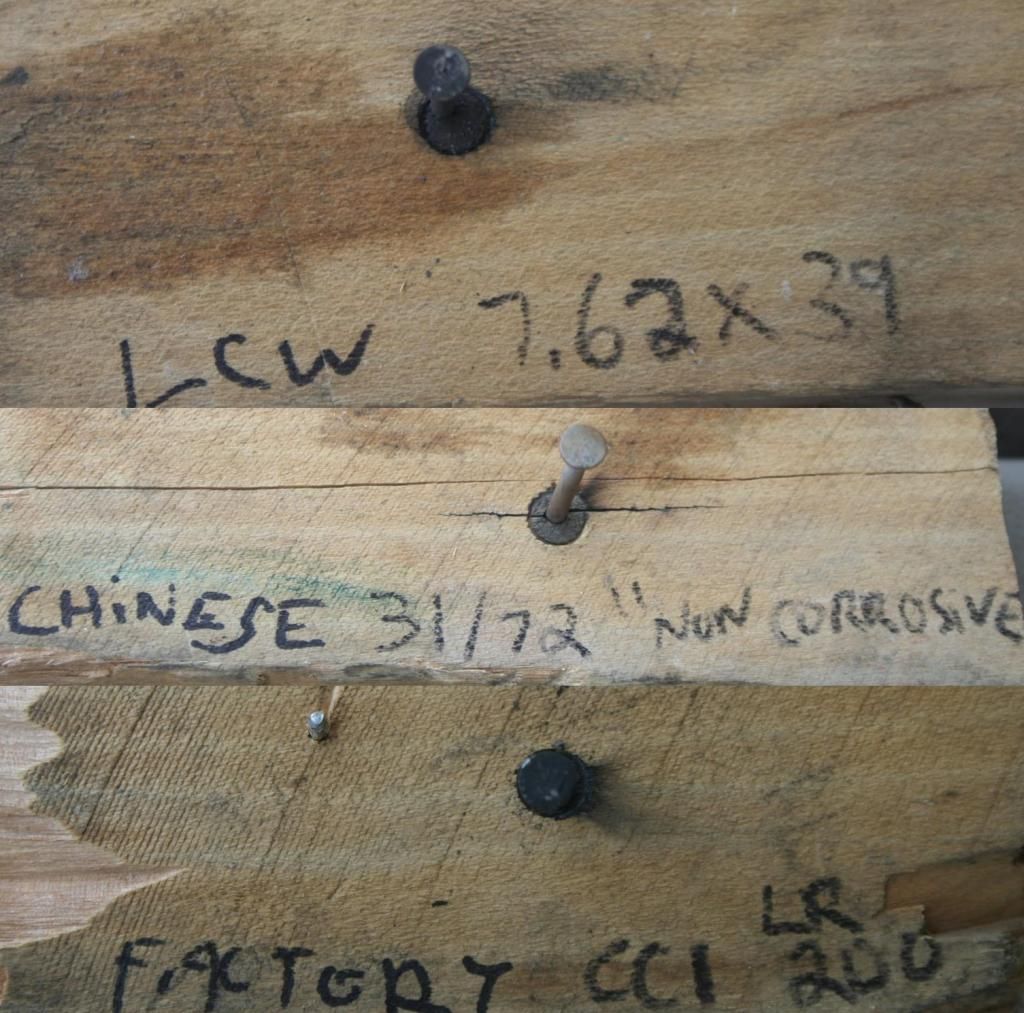 LCW 7.62x39
CHiNESE 31/72 "NON CORROSIVE
LR
FACTORY CCI 200